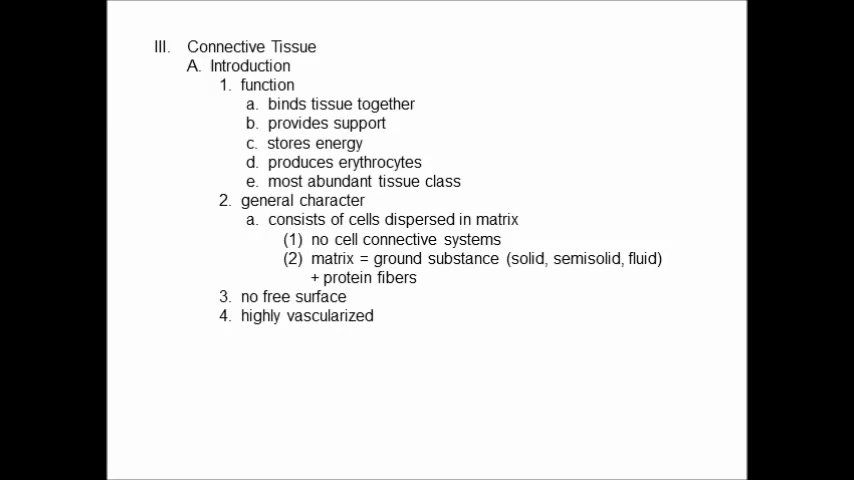 III. Connective Tissue
A. Introduction
1. function
a. binds tissue together
b. provides support
c. stores energy
d. produces erythrocytes
e. most abundant tissue class
2. general character
a. consists of cells dispersed in matrix
(1) no cell connective systems
(2) matrix = ground substance (solid, semisolid, fluid)
+ protein fibers
3. no free surface
4. highly vascularized